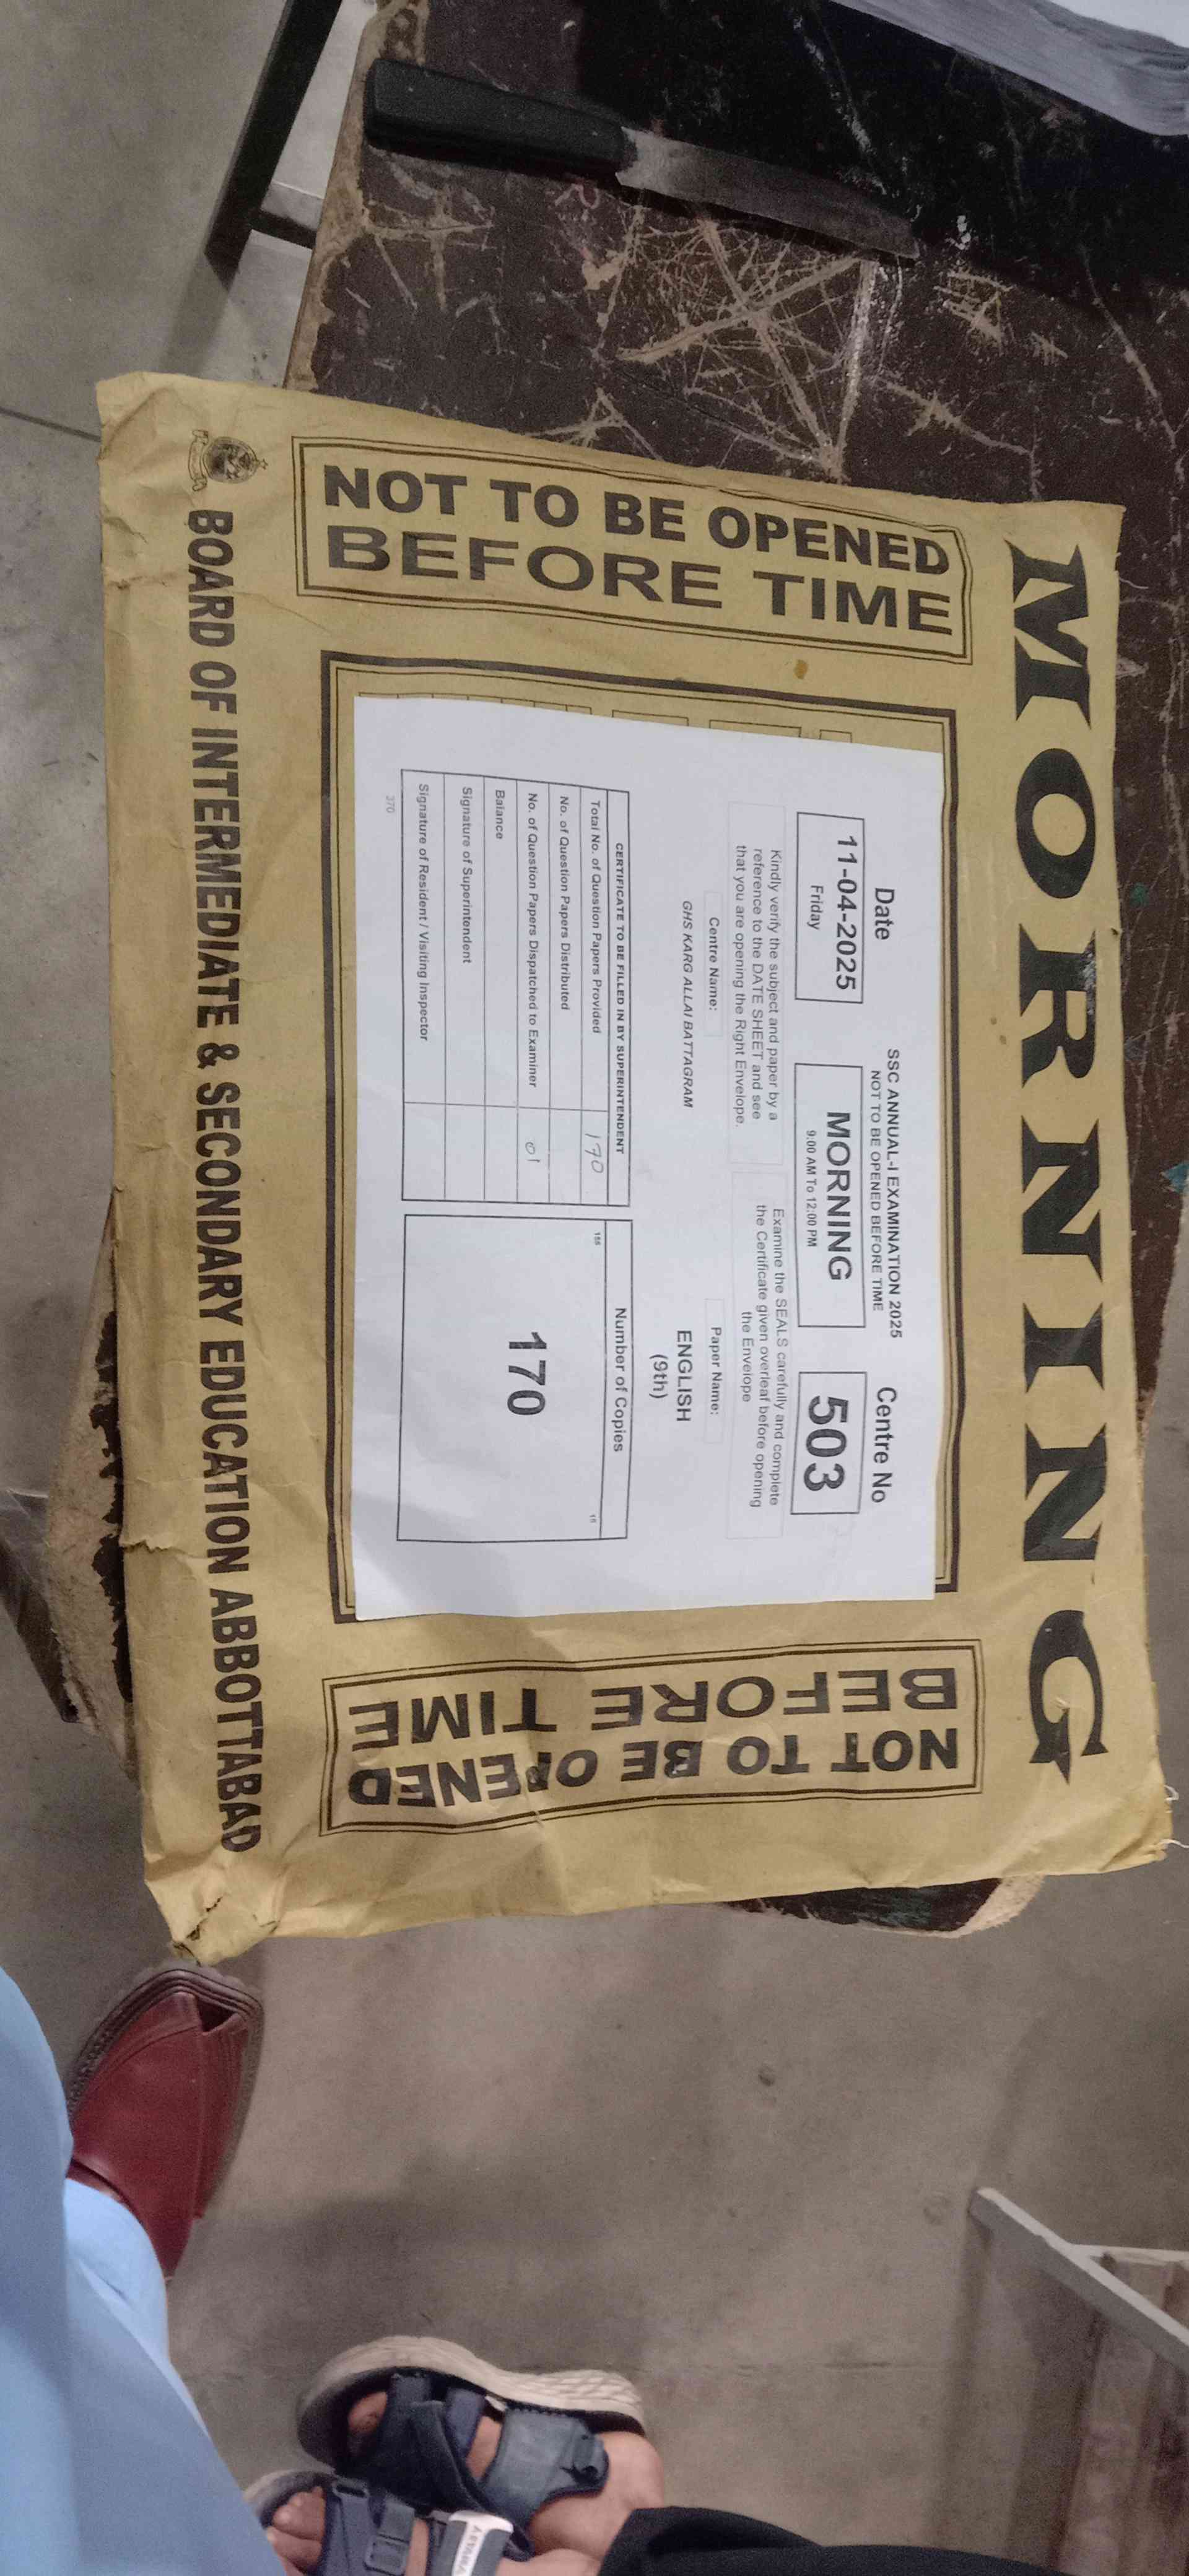 MORNING
NOT TO BE OPENED
BEFORE TIME
SSC ANNUAL-I EXAMINATION 2025
NOT TO BE OPENED BEFORE TIME
Date
11-04-2025
Friday
MORNING
9:00 AM To 12:00 PM
Centre No
503
Kindly verify the subject and paper by a
reference to the DATE SHEET and see
that you are opening the Right Envelope.
Examine the SEALS carefully and complete
the Certificate given overleaf before opening
the Envelope
Centre Name:
GHS KARG ALLAI BATTAGRAM
Paper Name:
ENGLISH
(9th)
CERTIFICATE TO BE FILLED IN BY SUPERINTENDENT
Total No. of Question Papers Provided 170
No. of Question Papers Distributed
No. of Question Papers Dispatched to Examiner 01
Balance
Signature of Superintendent
Signature of Resident / Visiting Inspector
370
Number of Copies
170
NOT TO BE OPENED
BEFORE TIME
BOARD OF INTERMEDIATE & SECONDARY EDUCATION ABBOTTABAD